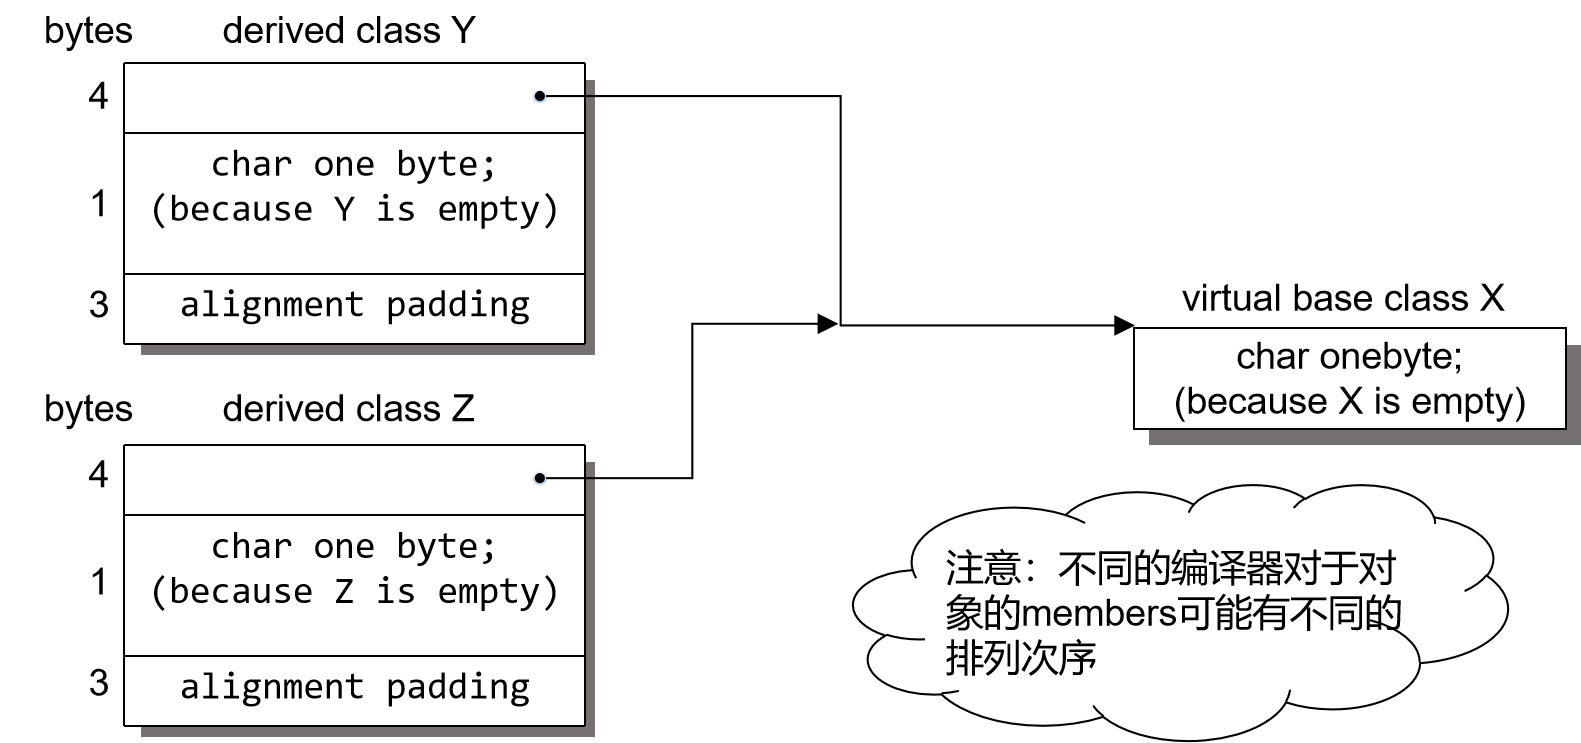 bytes derived class Y
4
char one byte;
1
(because Y is empty)
3 alignment padding
virtual base class X
char onebyte;
(because X is empty)
bytes derived class Z
4
char one byte;
1
(because Z is empty)
3 alignment padding
注意：不同的编译器对于对
象的members可能有不同的
排列次序